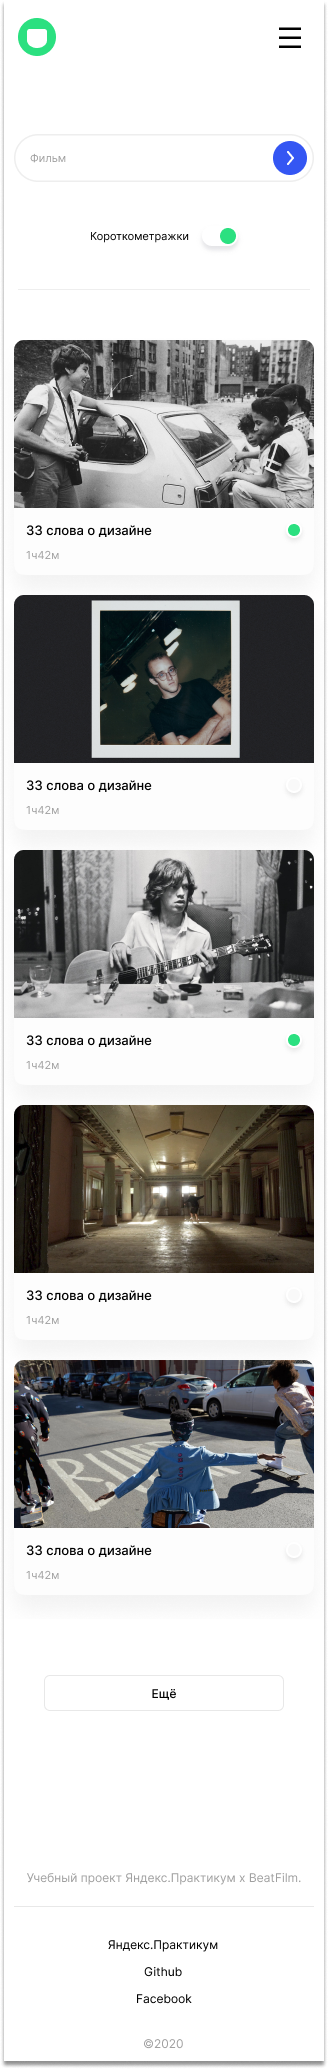 Фильм
Короткометражки
33 слова о дизайне
1ч42м
33 слова о дизайне
1ч42м
33 слова о дизайне
1ч42м
33 слова о дизайне
1ч42м
33 слова о дизайне
1ч42м
Ещё
Учебный проект Яндекс.Практикум х BeatFilm.
Яндекс.Практикум
Github
Facebook
©2020